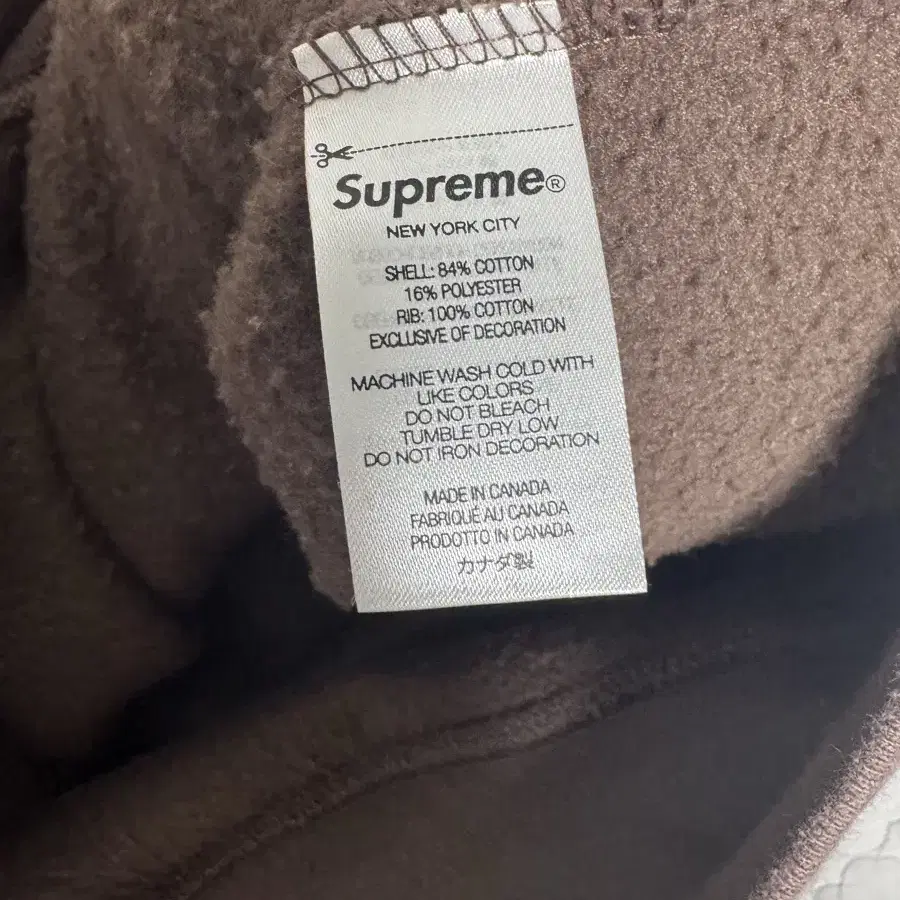 Supreme®
NEW YORK CITY
SHELL: 84% COTTON
16% POLYESTER
RIB: 100% COTTON
EXCLUSIVE OF DECORATION
MACHINE WASH COLD WITH
LIKE COLORS
DO NOT BLEACH
TUMBLE DRY LOW
DO NOT IRON DECORATION
MADE IN CANADA
FABRIQUÉ AU CANADA
PRODOTTO IN CANADA
カナダ製